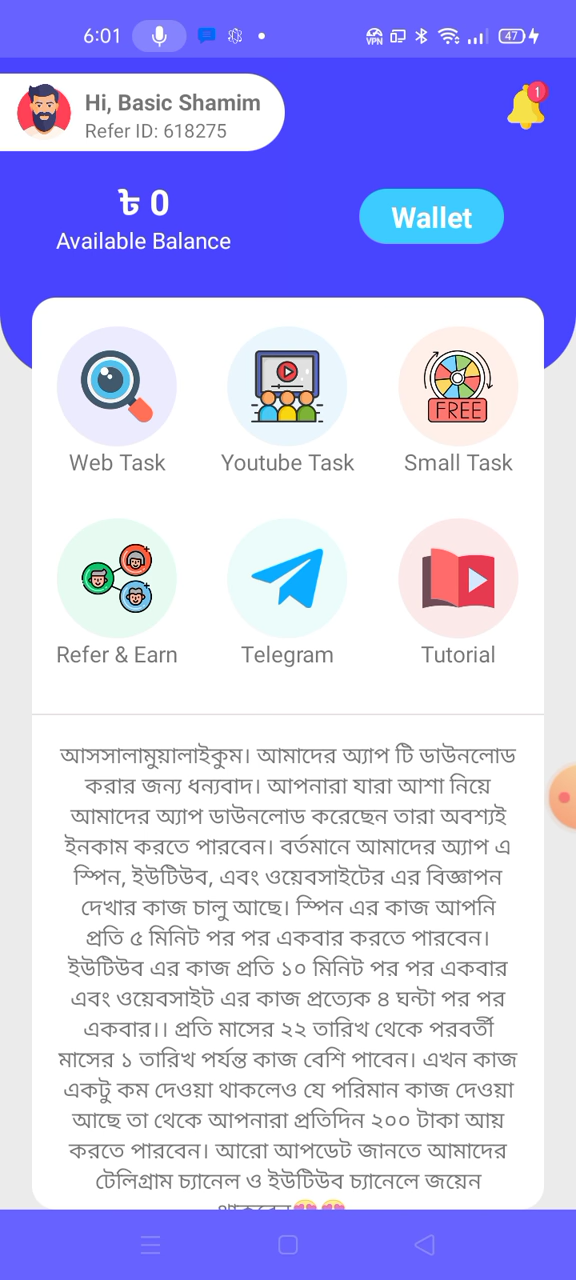 6:01
VPN
47
Hi, Basic Shamim
Refer ID: 618275
1
৳ 0
Available Balance
Wallet
FREE
Web Task
Youtube Task
Small Task
Refer & Earn
Telegram
Tutorial
আসসালামুয়ালাইকুম। আমাদের অ্যাপ টি ডাউনলোড
করার জন্য ধন্যবাদ। আপনারা যারা আশা নিয়ে
আমাদের অ্যাপ ডাউনলোড করেছেন তারা অবশ্যই
ইনকাম করতে পারবেন। বর্তমানে আমাদের অ্যাপ এ
স্পিন, ইউটিউব, এবং ওয়েবসাইটের এর বিজ্ঞাপন
দেখার কাজ চালু আছে। স্পিন এর কাজ আপনি
প্রতি ৫ মিনিট পর পর একবার করতে পারবেন।
ইউটিউব এর কাজ প্রতি ১০ মিনিট পর পর একবার
এবং ওয়েবসাইট এর কাজ প্রত্যেক ৪ ঘন্টা পর পর
একবার।। প্রতি মাসের ২২ তারিখ থেকে পরবর্তী
মাসের ১ তারিখ পর্যন্ত কাজ বেশি পাবেন। এখন কাজ
একটু কম দেওয়া থাকলেও যে পরিমান কাজ দেওয়া
আছে তা থেকে আপনারা প্রতিদিন ২০০ টাকা আয়
করতে পারবেন। আরো আপডেট জানতে আমাদের
টেলিগ্রাম চ্যানেল ও ইউটিউব চ্যানেলে জয়েন